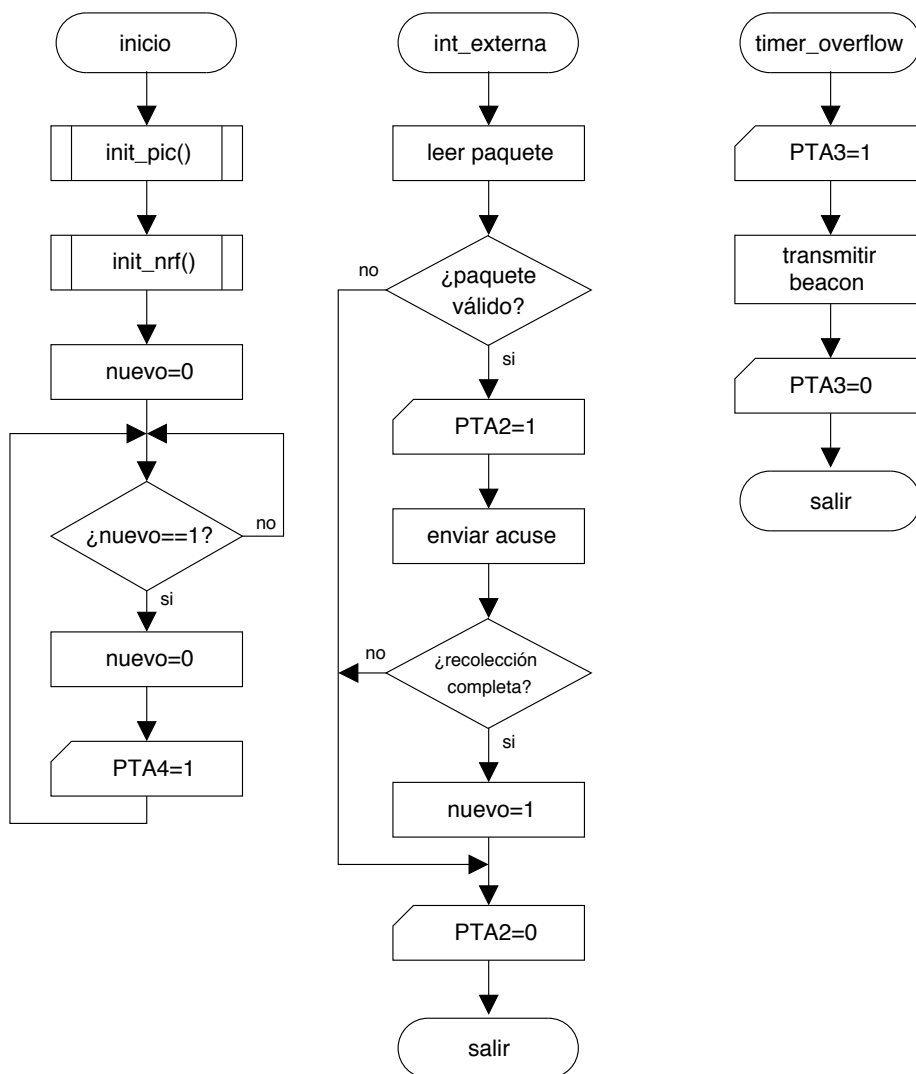 inicio
init_pic()
init_nrf()
nuevo=0
¿nuevo==1?
no
si
nuevo=0
PTA4=1
int_externa
leer paquete
no
¿paquete
válido?
si
PTA2=1
enviar acuse
no
¿recolección
completa?
si
nuevo=1
PTA2=0
salir
timer_overflow
PTA3=1
transmitir
beacon
PTA3=0
salir